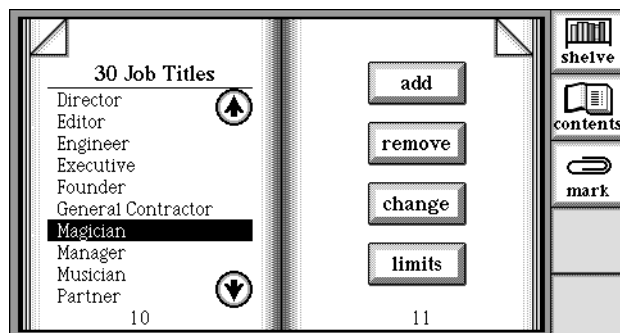 30 Job Titles
Director
Editor
Engineer
Executive
Founder
General Contractor
Magician
Manager
Musician
Partner
10
add
remove
change
limits
11
shelve
contents
mark